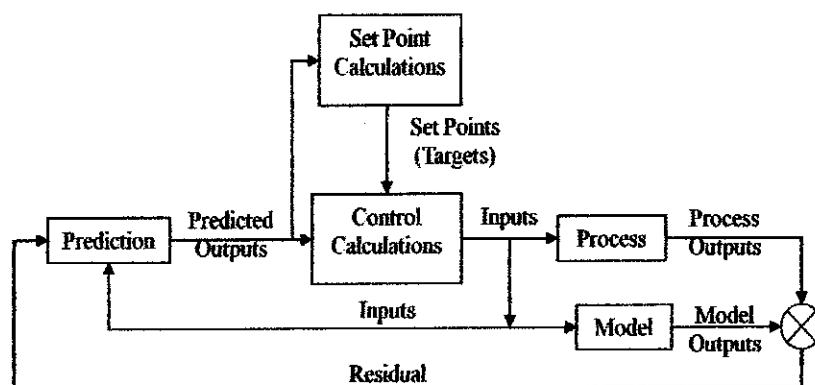 Set Point
Calculations
Set Points
(Targets)
Prediction
Predicted
Outputs
Control
Calculations
Inputs
Process
Process
Outputs
Inputs
Model
Model
Outputs
Residual